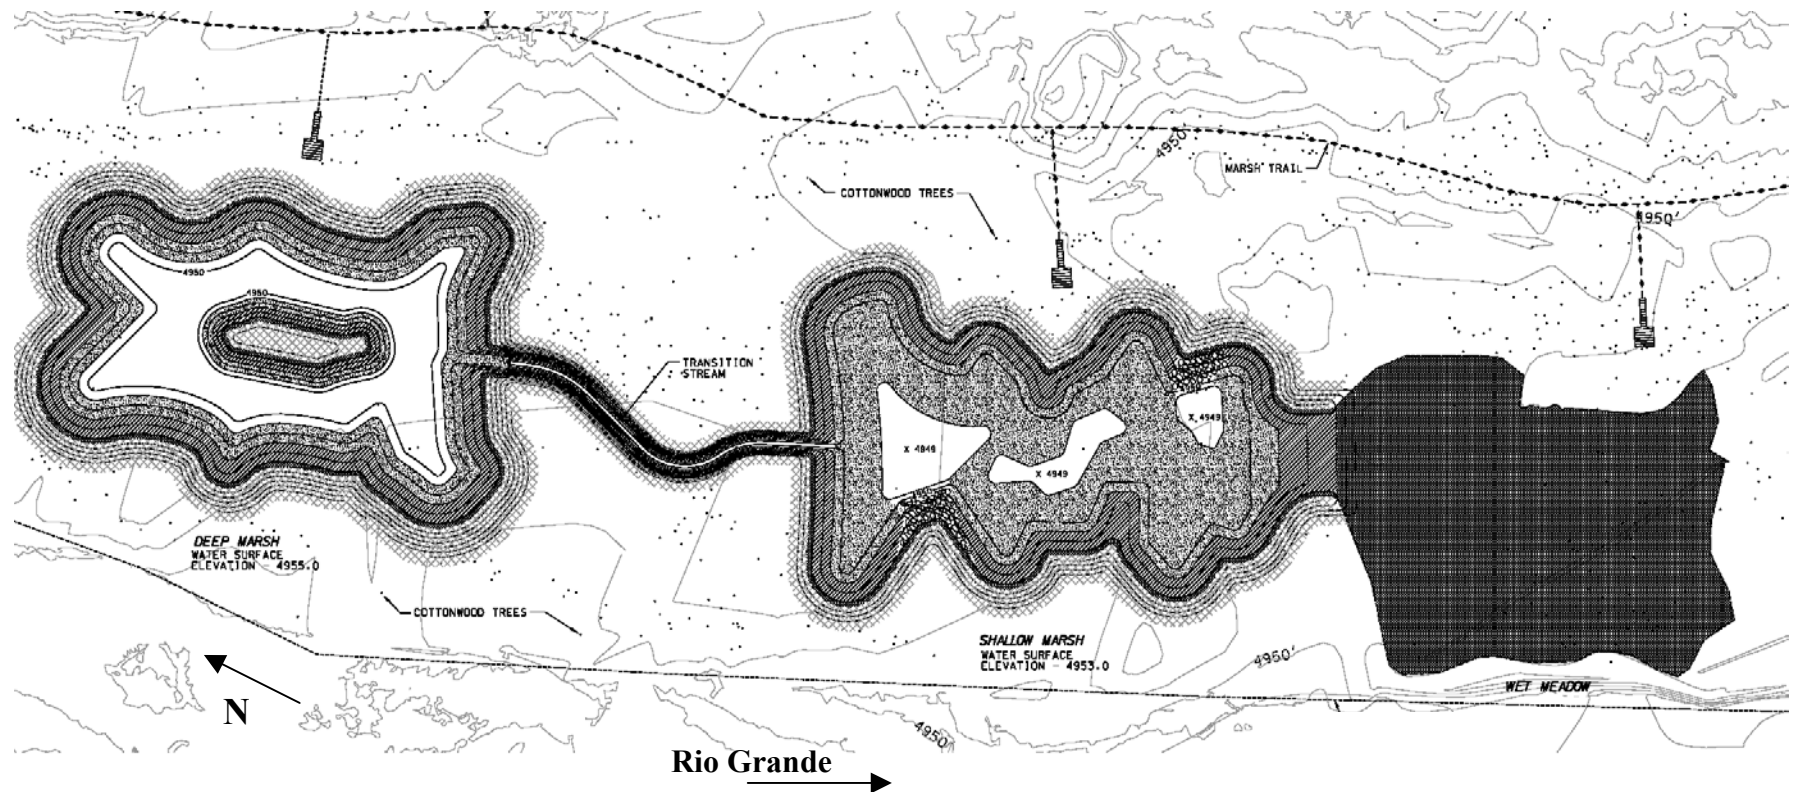 4950'
MARSH TRAIL
COTTONWOOD TREES
4950'
4950
4950
TRANSITION
STREAM
X 4949
X 4949
X 4949
DEEP MARSH
WATER SURFACE
ELEVATION - 4955.0
COTTONWOOD TREES
SHALLOW MARSH
WATER SURFACE
ELEVATION - 4953.0
4950'
WET MEADOW
N
4950'
Rio Grande